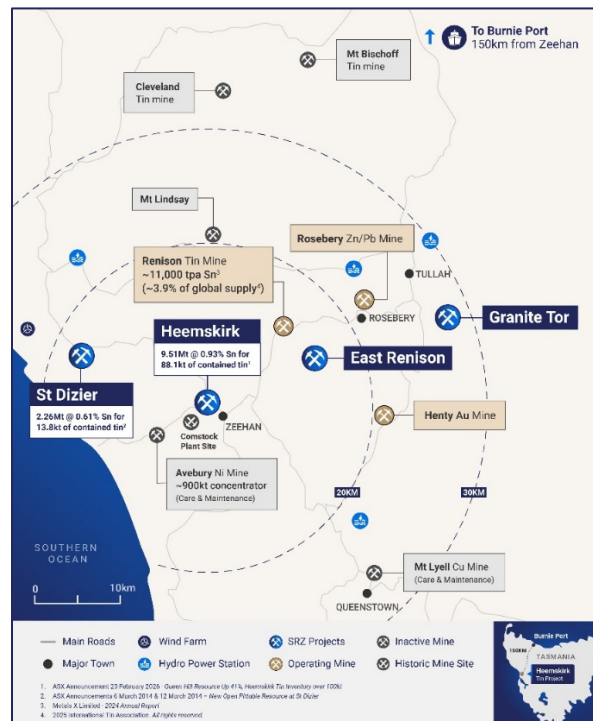 To Burnie Port
150km from Zeehan
Mt Bischoff
Tin mine
Cleveland
Tin mine
Mt Lindsay
Rosebery Zn/Pb Mine
Renison Tin Mine
~11,000 tpa Sn³
(~3.9% of global supply⁴)
TULLAH
ROSEBERY
Granite Tor
Heemskirk
9.51Mt @ 0.93% Sn for
88.1kt of contained tin¹
East Renison
St Dizier
2.26Mt @ 0.61% Sn for
13.8kt of contained tin²
Henty Au Mine
ZEEHAN
Comstock
Plant Site
Avebury Ni Mine
~900kt concentrator
(Care & Maintenance)
20KM
30KM
SOUTHERN
OCEAN
0
10km
Mt Lyell Cu Mine
(Care & Maintenance)
QUEENSTOWN
Main Roads
Wind Farm
SRZ Projects
Inactive Mine
Major Town
Hydro Power Station
Operating Mine
Historic Mine Site
Burnie Port
150KM
TASMANIA
Heemskirk
Tin Project
1. ASX Announcement 23 February 2026 - Queen Hill Resource Up 41%, Heemskirk Tin Inventory over 100kt
2. ASX Announcements 6 March 2014 & 12 March 2014 – New Open Pittable Resource at St Dizier
3. Metals X Limited - 2024 Annual Report
4. 2025 International Tin Association. All rights reserved.